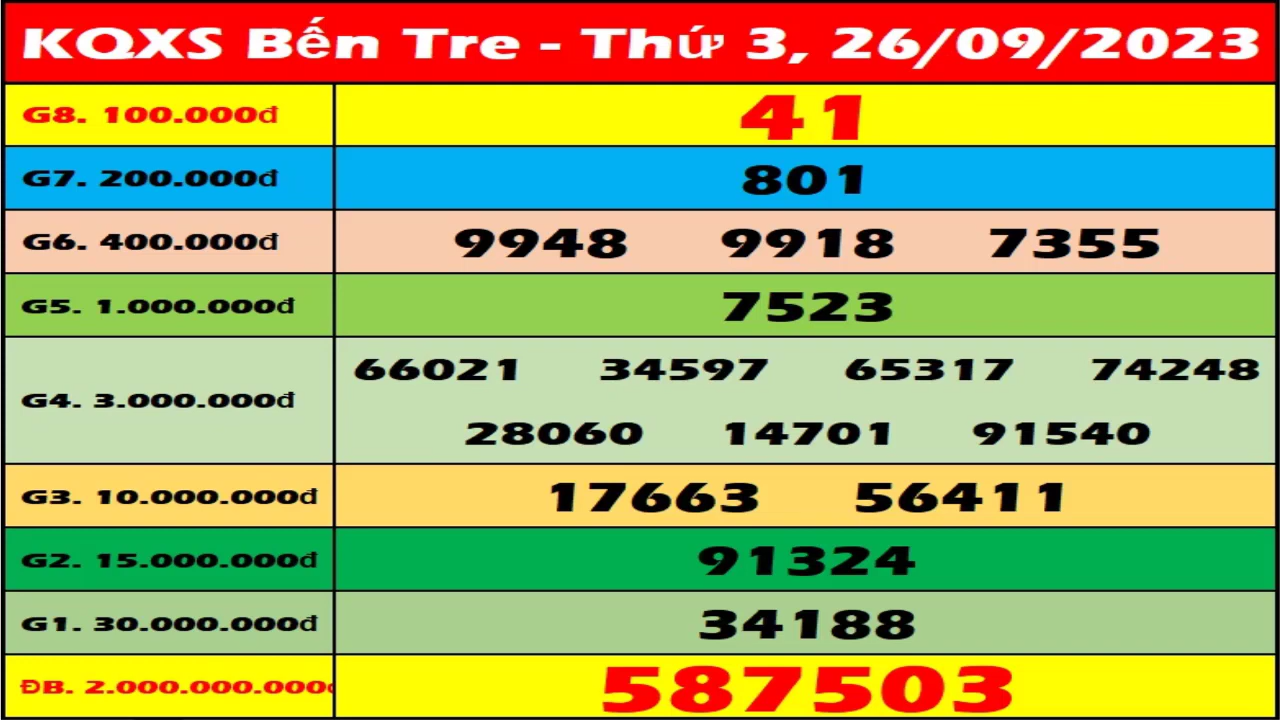 KQXS Bến Tre - Thứ 3, 26/09/2023
G8. 100.000đ 41
G7. 200.000đ 801
G6. 400.000đ 9948 9918 7355
G5. 1.000.000đ 7523
G4. 3.000.000đ 66021 34597 65317 74248
28060 14701 91540
G3. 10.000.000đ 17663 56411
G2. 15.000.000đ 91324
G1. 30.000.000đ 34188
ĐB. 2.000.000.000đ 587503